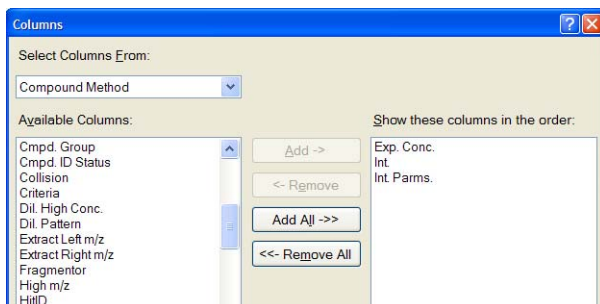 Columns
Select Columns From:
Compound Method
Available Columns:
Show these columns in the order:
Cmpd. Group
Cmpd. ID Status
Collision
Criteria
Dil. High Conc.
Dil. Pattern
Extract Left m/z
Extract Right m/z
Fragmentor
High m/z
HitID
Add ->
<- Remove
Add All ->>
<<- Remove All
Exp. Conc.
Int.
Int. Parms.